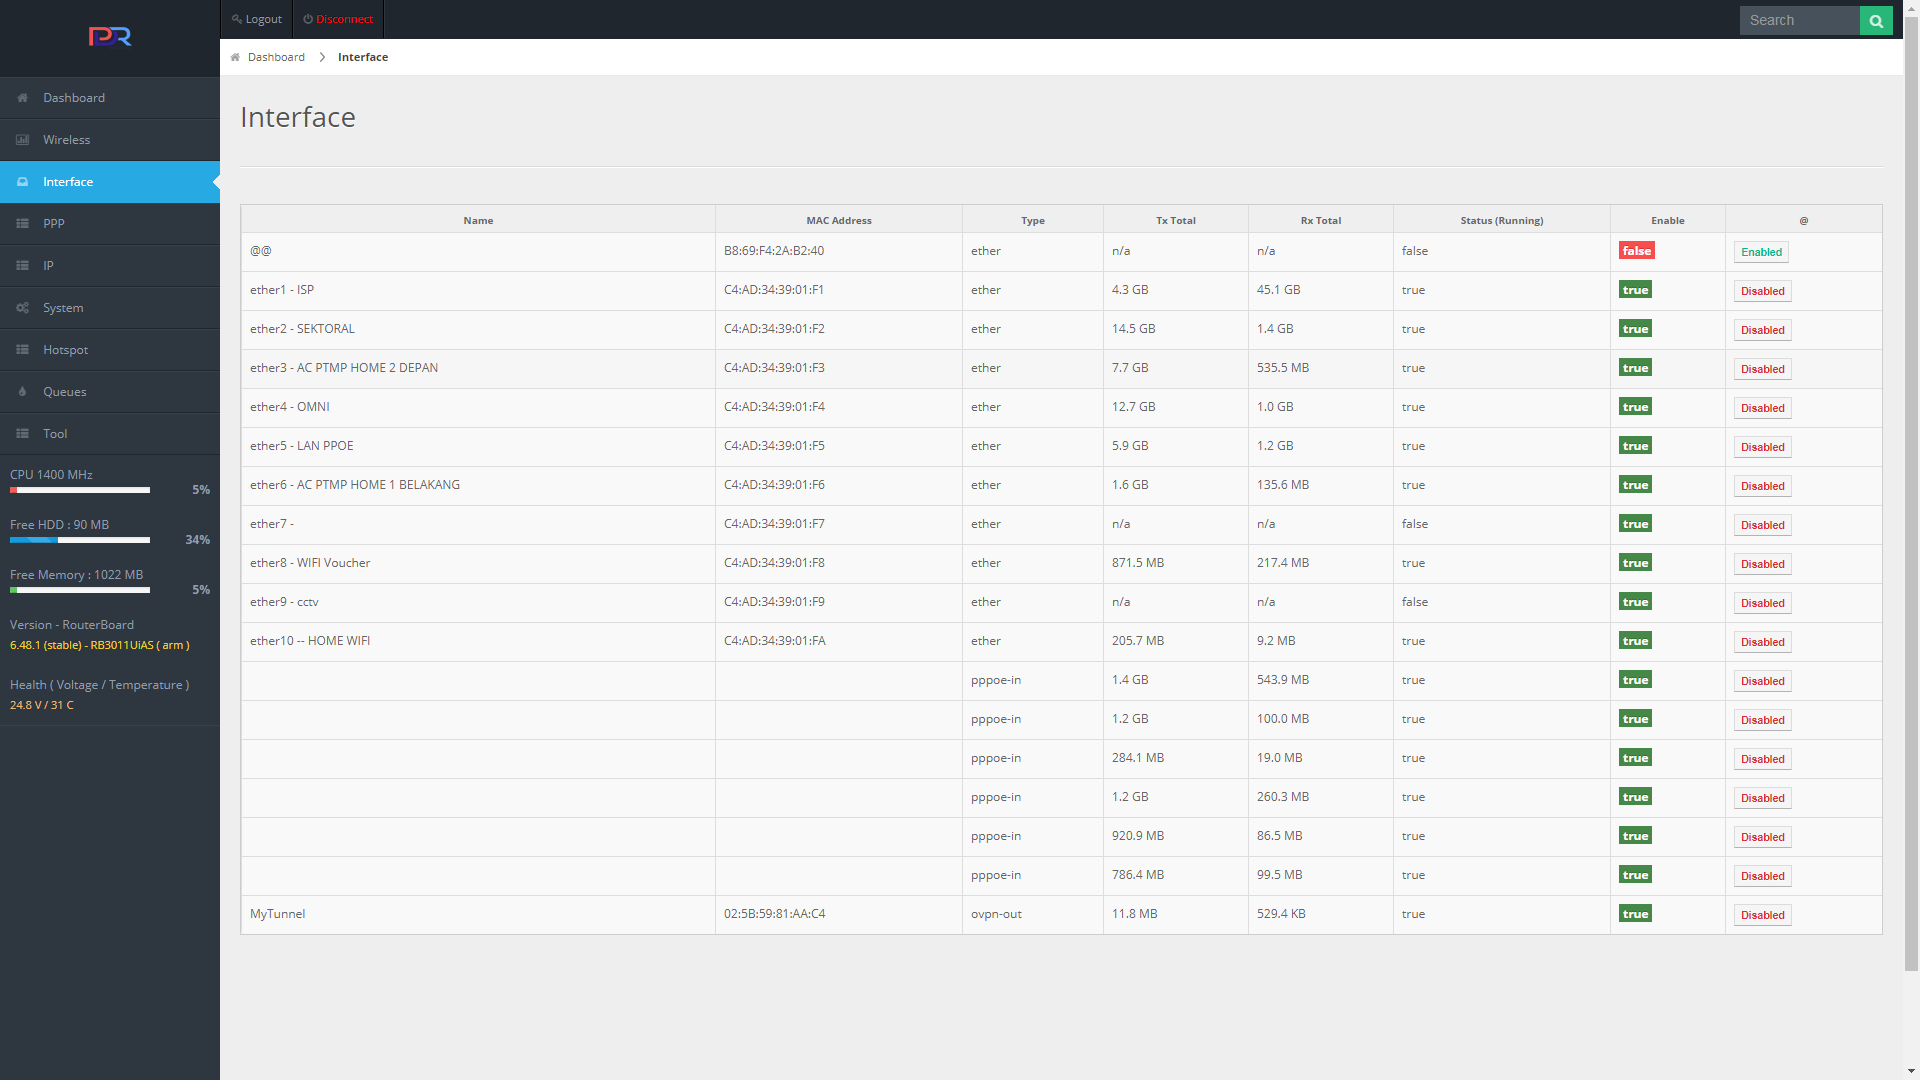 PDR
Logout
Disconnect
Search
Dashboard
Interface
Dashboard
Wireless
Interface
PPP
IP
System
Hotspot
Queues
Tool
CPU 1400 MHz
5%
Free HDD : 90 MB
34%
Free Memory : 1022 MB
5%
Version - RouterBoard
6.48.1 (stable) - RB3011UiAS ( arm )
Health ( Voltage / Temperature )
24.8 V / 31 C
Interface
Name MAC Address Type Tx Total Rx Total Status (Running) Enable @
@@ B8:69:F4:2A:B2:40 ether n/a n/a false false Enabled
ether1 - ISP C4:AD:34:39:01:F1 ether 4.3 GB 45.1 GB true true Disabled
ether2 - SEKTORAL C4:AD:34:39:01:F2 ether 14.5 GB 1.4 GB true true Disabled
ether3 - AC PTMP HOME 2 DEPAN C4:AD:34:39:01:F3 ether 7.7 GB 535.5 MB true true Disabled
ether4 - OMNI C4:AD:34:39:01:F4 ether 12.7 GB 1.0 GB true true Disabled
ether5 - LAN PPOE C4:AD:34:39:01:F5 ether 5.9 GB 1.2 GB true true Disabled
ether6 - AC PTMP HOME 1 BELAKANG C4:AD:34:39:01:F6 ether 1.6 GB 135.6 MB true true Disabled
ether7 - C4:AD:34:39:01:F7 ether n/a n/a false true Disabled
ether8 - WIFI Voucher C4:AD:34:39:01:F8 ether 871.5 MB 217.4 MB true true Disabled
ether9 - cctv C4:AD:34:39:01:F9 ether n/a n/a false true Disabled
ether10 -- HOME WIFI C4:AD:34:39:01:FA ether 205.7 MB 9.2 MB true true Disabled
pppoe-in 1.4 GB 543.9 MB true true Disabled
pppoe-in 1.2 GB 100.0 MB true true Disabled
pppoe-in 284.1 MB 19.0 MB true true Disabled
pppoe-in 1.2 GB 260.3 MB true true Disabled
pppoe-in 920.9 MB 86.5 MB true true Disabled
pppoe-in 786.4 MB 99.5 MB true true Disabled
MyTunnel 02:5B:59:81:AA:C4 ovpn-out 11.8 MB 529.4 KB true true Disabled